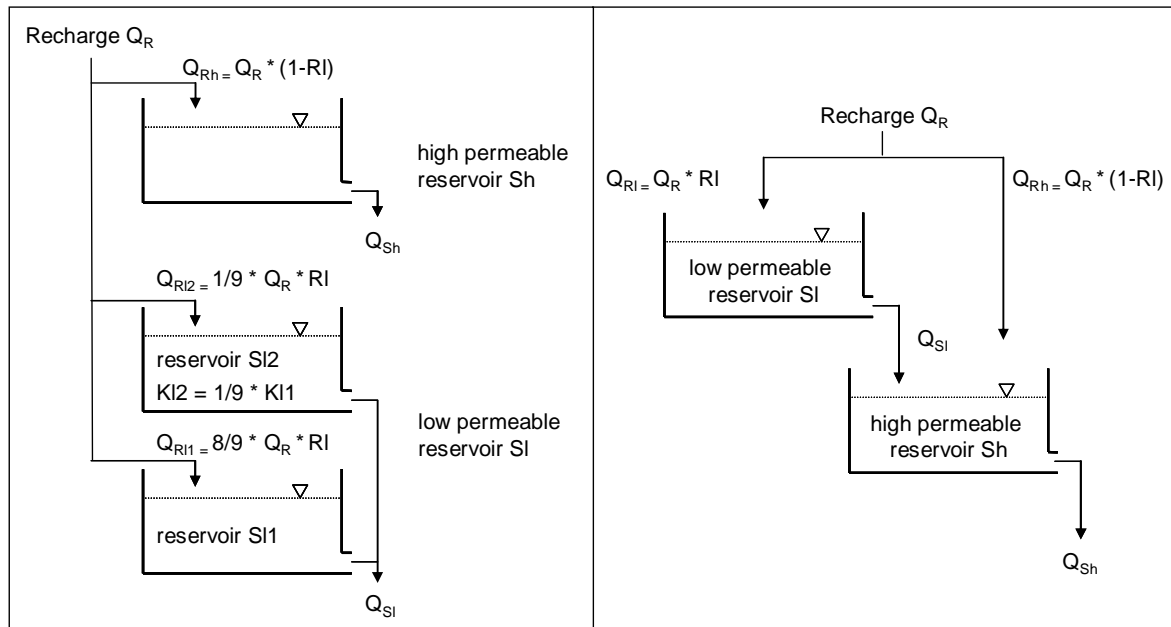 Recharge Q_R
Q_Rh = Q_R * (1-Rl)
high permeable
reservoir Sh
Q_Sh
Q_Rl2 = 1/9 * Q_R * Rl
reservoir Sl2
Kl2 = 1/9 * Kl1
low permeable
reservoir Sl
Q_Rl1 = 8/9 * Q_R * Rl
reservoir Sl1
Q_Sl
Recharge Q_R
Q_Rl = Q_R * Rl
Q_Rh = Q_R * (1-Rl)
low permeable
reservoir Sl
Q_Sl
high permeable
reservoir Sh
Q_Sh